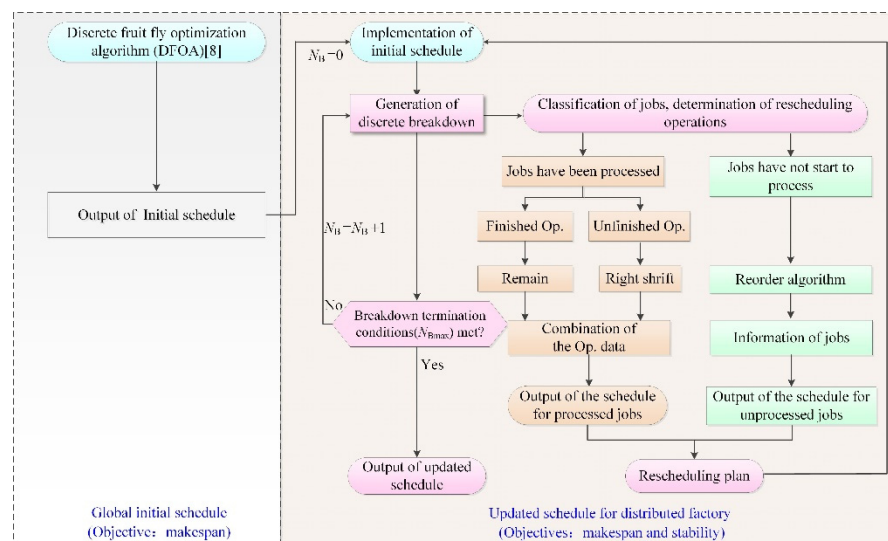 Discrete fruit fly optimization
algorithm (DFOA)[8]
Output of Initial schedule
Global initial schedule
(Objective: makespan)
N_B=0
Implementation of
initial schedule
Generation of
discrete breakdown
Classification of jobs, determination of rescheduling
operations
Jobs have been processed
Jobs have not start to
process
N_B=N_B+1
Finished Op.
Unfinished Op.
Remain
Right shrift
Reorder algorithm
No
Breakdown termination
conditions(N_Bmax) met?
Combination of
the Op. data
Information of jobs
Yes
Output of the schedule
for processed jobs
Output of the schedule for
unprocessed jobs
Output of updated
schedule
Rescheduling plan
Updated schedule for distributed factory
(Objectives: makespan and stability)